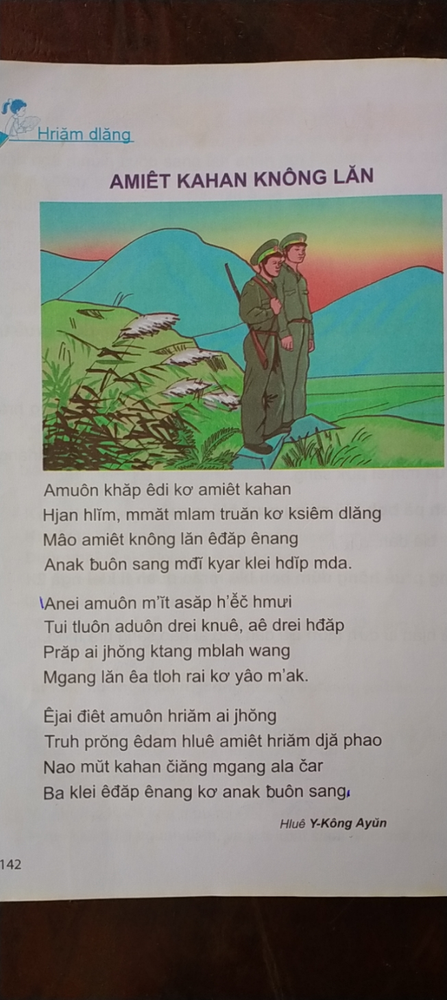 Hriăm dlăng
AMIÊT KAHAN KNÔNG LĂN
Amuôn khăp êdi kơ amiêt kahan
Hjan hlĭm, mmăt mlam truăn kơ ksiêm dlăng
Mâo amiêt knông lăn êđăp ênang
Anak ƀuôn sang mđĭ kyar klei hdĭp mda.
Anei amuôn m'ĭt asăp h'ễč hmưi
Tui tluôn aduôn drei knuê, aê drei hđăp
Prăp ai jhŏng ktang mblah wang
Mgang lăn êa tloh rai kơ yâo m'ak.
Êjai điêt amuôn hriăm ai jhŏng
Truh prŏng êdam hluê amiêt hriăm djă phao
Nao mŭt kahan čiăng mgang ala čar
Ba klei êđăp ênang kơ anak ƀuôn sang.
Hluê Y-Kông Ayŭn
142